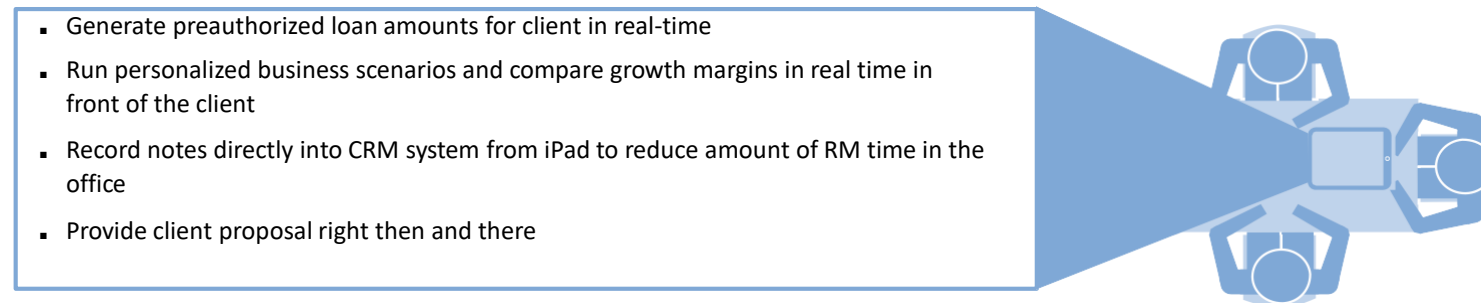 ▪ Generate preauthorized loan amounts for client in real-time
▪ Run personalized business scenarios and compare growth margins in real time in
front of the client
▪ Record notes directly into CRM system from iPad to reduce amount of RM time in the
office
▪ Provide client proposal right then and there